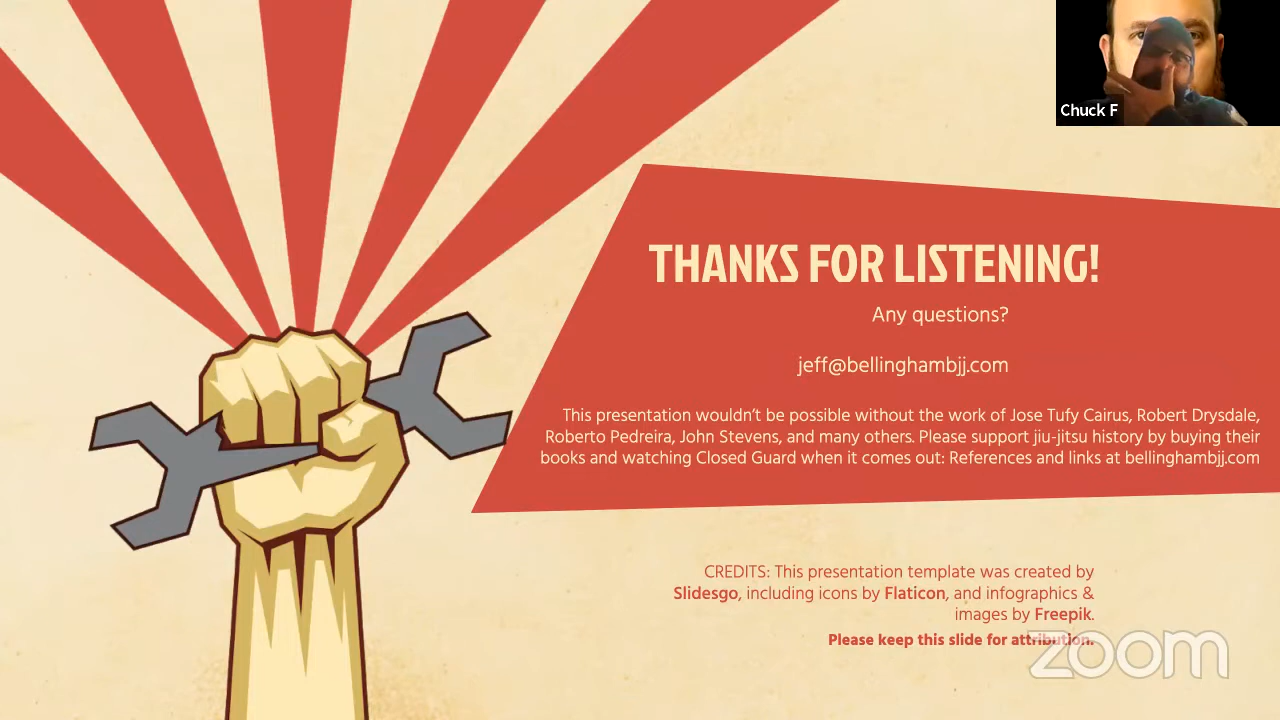 Chuck F
THANKS FOR LISTENING!
Any questions?
jeff@bellinghambjj.com
This presentation wouldn't be possible without the work of Jose Tufy Cairus, Robert Drysdale,
Roberto Pedreira, John Stevens, and many others. Please support jiu-jitsu history by buying their
books and watching Closed Guard when it comes out: References and links at bellinghambjj.com
CREDITS: This presentation template was created by
Slidesgo, including icons by Flaticon, and infographics &
images by Freepik.
Please keep this slide for attribution.
zoom